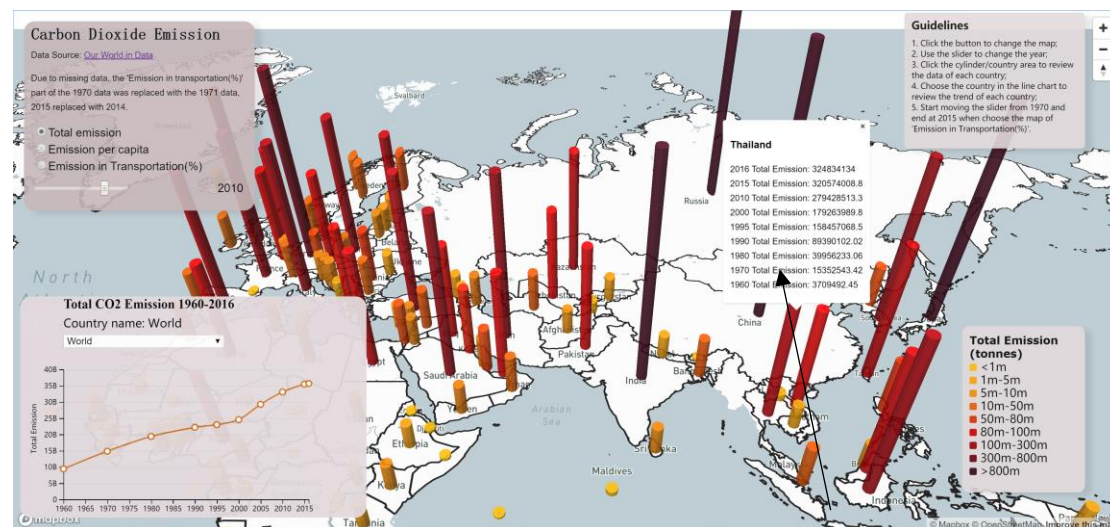 Carbon Dioxide Emission
Data Source: Our World in Data
Due to missing data, the 'Emission in transportation(%)'
part of the 1970 data was replaced with the 1971 data,
2015 replaced with 2014.
Total emission
Emission per capita
Emission in Transportation(%)
2010
Guidelines
1. Click the button to change the map;
2. Use the slider to change the year;
3. Click the cylinder/country area to review
the data of each country;
4. Choose the country in the line chart to
review the trend of each country;
5. Start moving the slider from 1970 and
end at 2015 when choose the map of
'Emission in Transportation(%)'.
+
−
Thailand
2016 Total Emission: 324834134
2015 Total Emission: 320574008.8
2010 Total Emission: 279428513.3
2000 Total Emission: 179263989.8
1995 Total Emission: 158457068.5
1990 Total Emission: 89390102.02
1980 Total Emission: 39956233.06
1970 Total Emission: 15352543.42
1960 Total Emission: 3709492.45
Svalbard
Russia
North
France
China
India
Pakistan
Saudi Arabia
Yemen
Ethiopia
Kenya
Arabian
Sea
Maldives
Total CO2 Emission 1960-2016
Country name: World
World
Total Emission
40B
35B
30B
25B
20B
15B
10B
5B
0
1960 1965 1970 1975 1980 1985 1990 1995 2000 2005 2010 2015
Total Emission
(tonnes)
<1m
1m-5m
5m-10m
10m-50m
50m-80m
80m-100m
100m-300m
300m-800m
>800m
mapbox
© Mapbox © OpenStreetMap Improve this